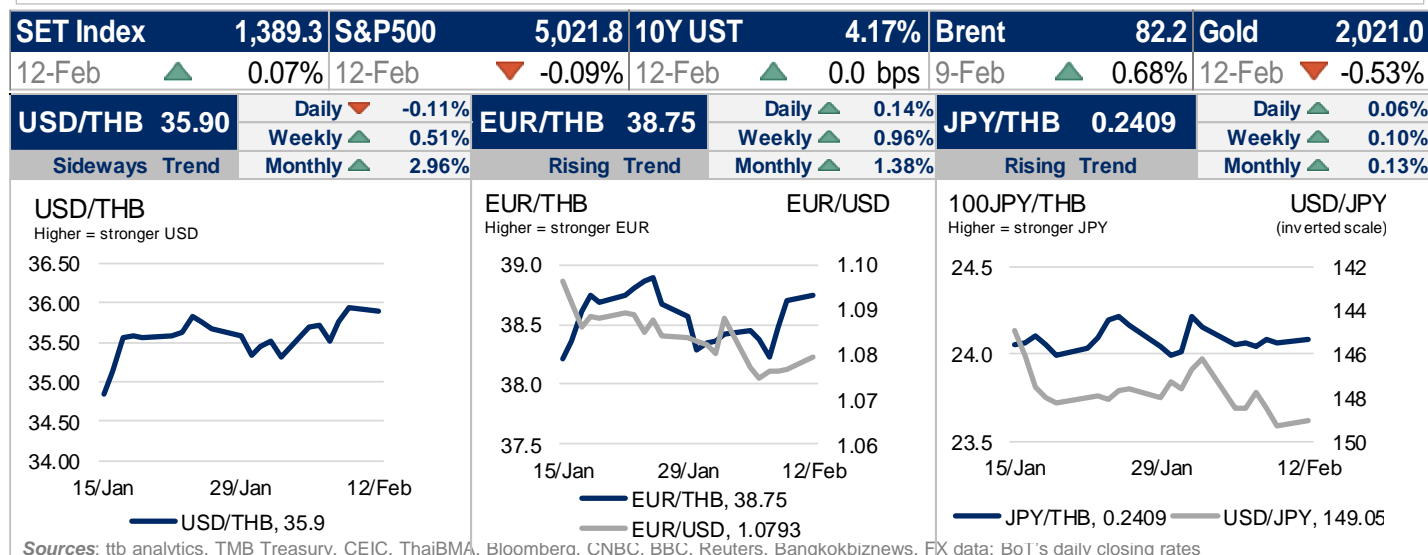 SET Index 1,389.3 S&P500 5,021.8 10Y UST 4.17% Brent 82.2 Gold 2,021.0
12-Feb 0.07% 12-Feb -0.09% 12-Feb 0.0 bps 9-Feb 0.68% 12-Feb -0.53%
USD/THB 35.90
Daily -0.11%
Weekly 0.51%
Sideways Trend Monthly 2.96%
EUR/THB 38.75
Daily 0.14%
Weekly 0.96%
Rising Trend Monthly 1.38%
JPY/THB 0.2409
Daily 0.06%
Weekly 0.10%
Rising Trend Monthly 0.13%
USD/THB
Higher = stronger USD
36.50
36.00
35.50
35.00
34.50
34.00
15/Jan 29/Jan 12/Feb
USD/THB, 35.9
EUR/THB EUR/USD
Higher = stronger EUR
39.0 1.10
1.09
38.5
1.08
38.0
1.07
37.5 1.06
15/Jan 29/Jan 12/Feb
EUR/THB, 38.75
EUR/USD, 1.0793
100JPY/THB USD/JPY
Higher = stronger JPY (inverted scale)
24.5 142
144
24.0 146
148
23.5 150
15/Jan 29/Jan 12/Feb
JPY/THB, 0.2409 USD/JPY, 149.05
Sources: ttb analytics, TMB Treasury, CEIC, ThaiBMA, Bloomberg, CNBC, BBC, Reuters, Bangkokbiznews, FX data: BoT's daily closing rates